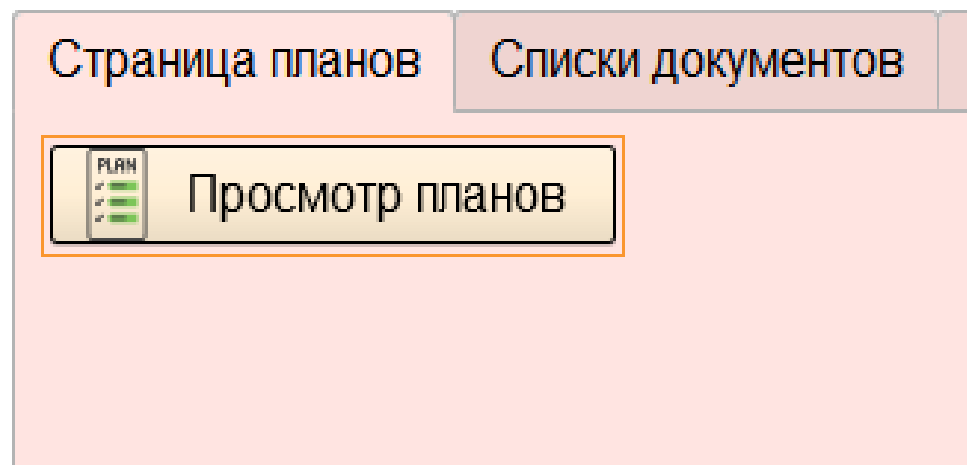 Страница планов
Списки документов
PLAN
Просмотр планов